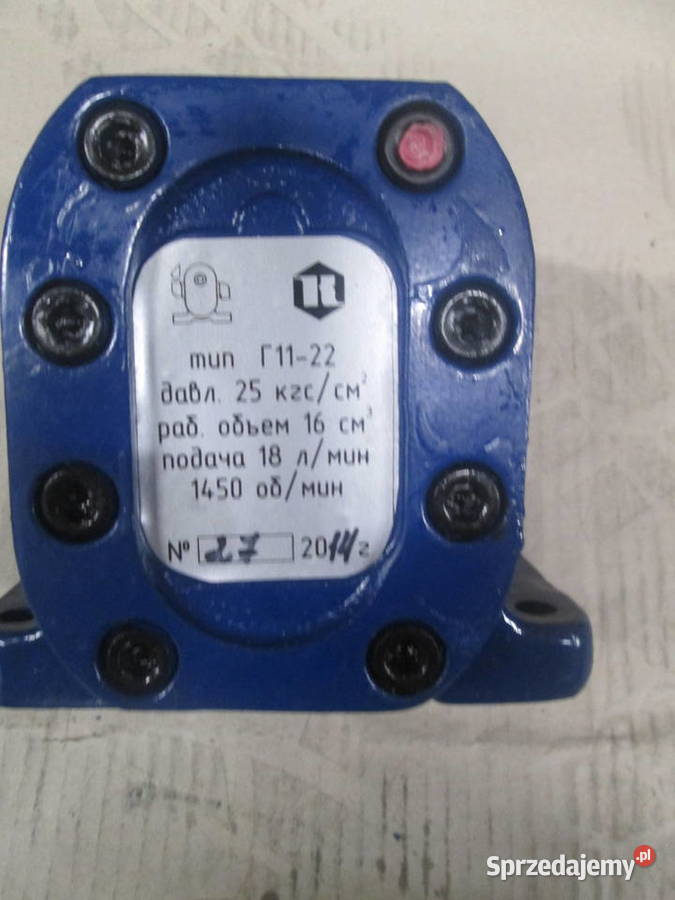 тип Г11-22
давл. 25 кгс/см²
раб. объем 16 см³
подача 18 л/мин
1450 об/мин
№ 27 2014г
Sprzedajemy.pl